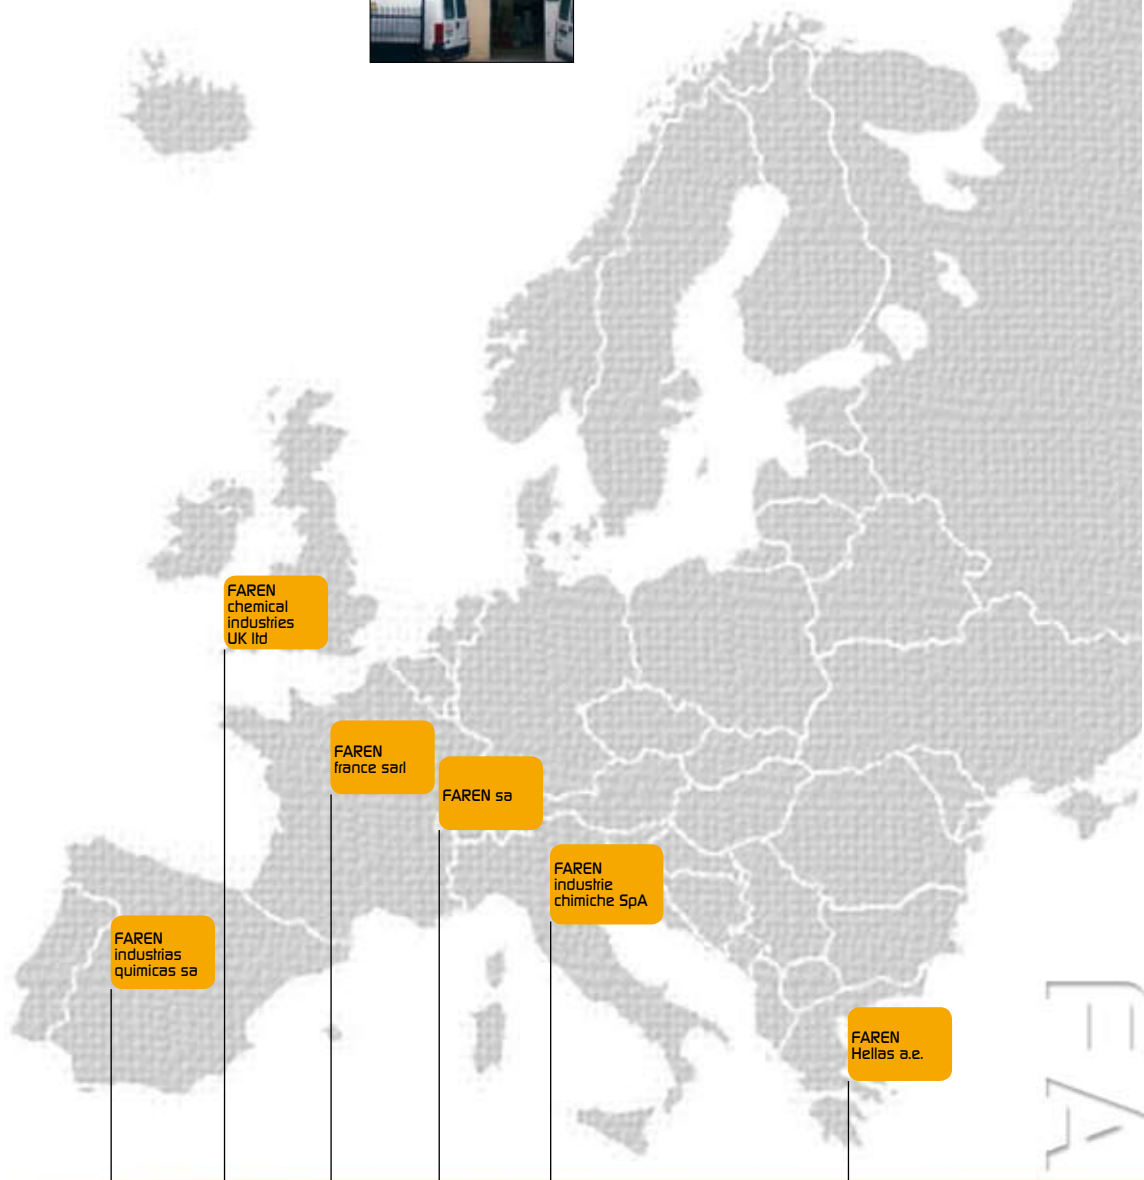 FAREN
chemical
industries
UK ltd
FAREN
france sarl
FAREN sa
FAREN
industrie
chimiche SpA
FAREN
industrias
quimicas sa
FAREN
Hellas a.e.
FA